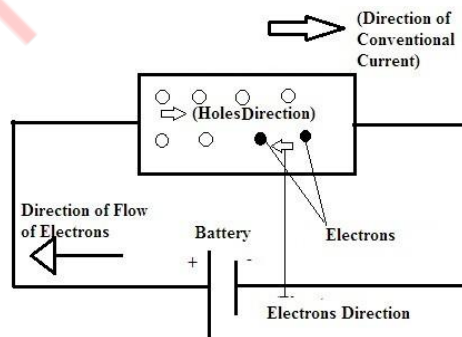 (Direction of
Conventional
Current)
(HolesDirection)
Direction of Flow
of Electrons
Battery
Electrons
+ -
Electrons Direction